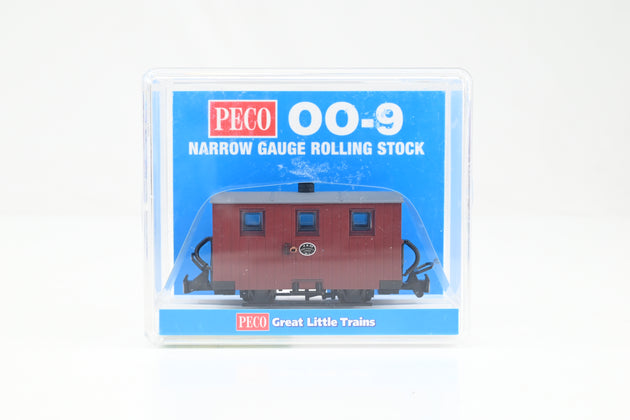 PECO OO-9
NARROW GAUGE ROLLING STOCK
PECO Great Little Trains